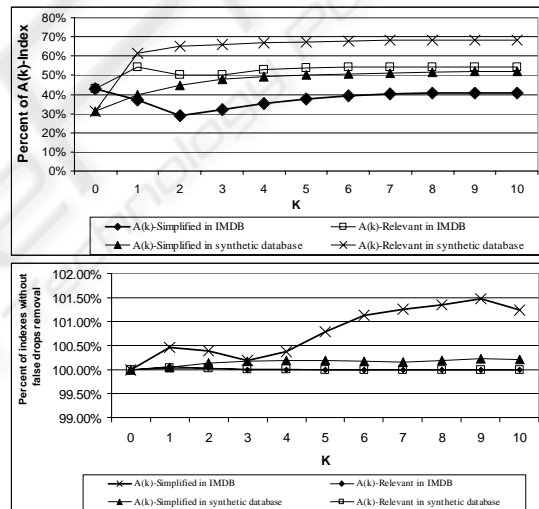 80%
70%
60%
50%
40%
30%
20%
10%
0%
Percent of A(k)-Index
0 1 2 3 4 5 6 7 8 9 10
K
A(k)-Simplified in IMDB A(k)-Relevant in IMDB
A(k)-Simplified in synthetic database A(k)-Relevant in synthetic database
102.00%
101.50%
101.00%
100.50%
100.00%
99.50%
99.00%
Percent of indexes without
false drops removal
0 1 2 3 4 5 6 7 8 9 10
K
A(k)-Simplified in IMDB A(k)-Relevant in IMDB
A(k)-Simplified in synthetic database A(k)-Relevant in synthetic database